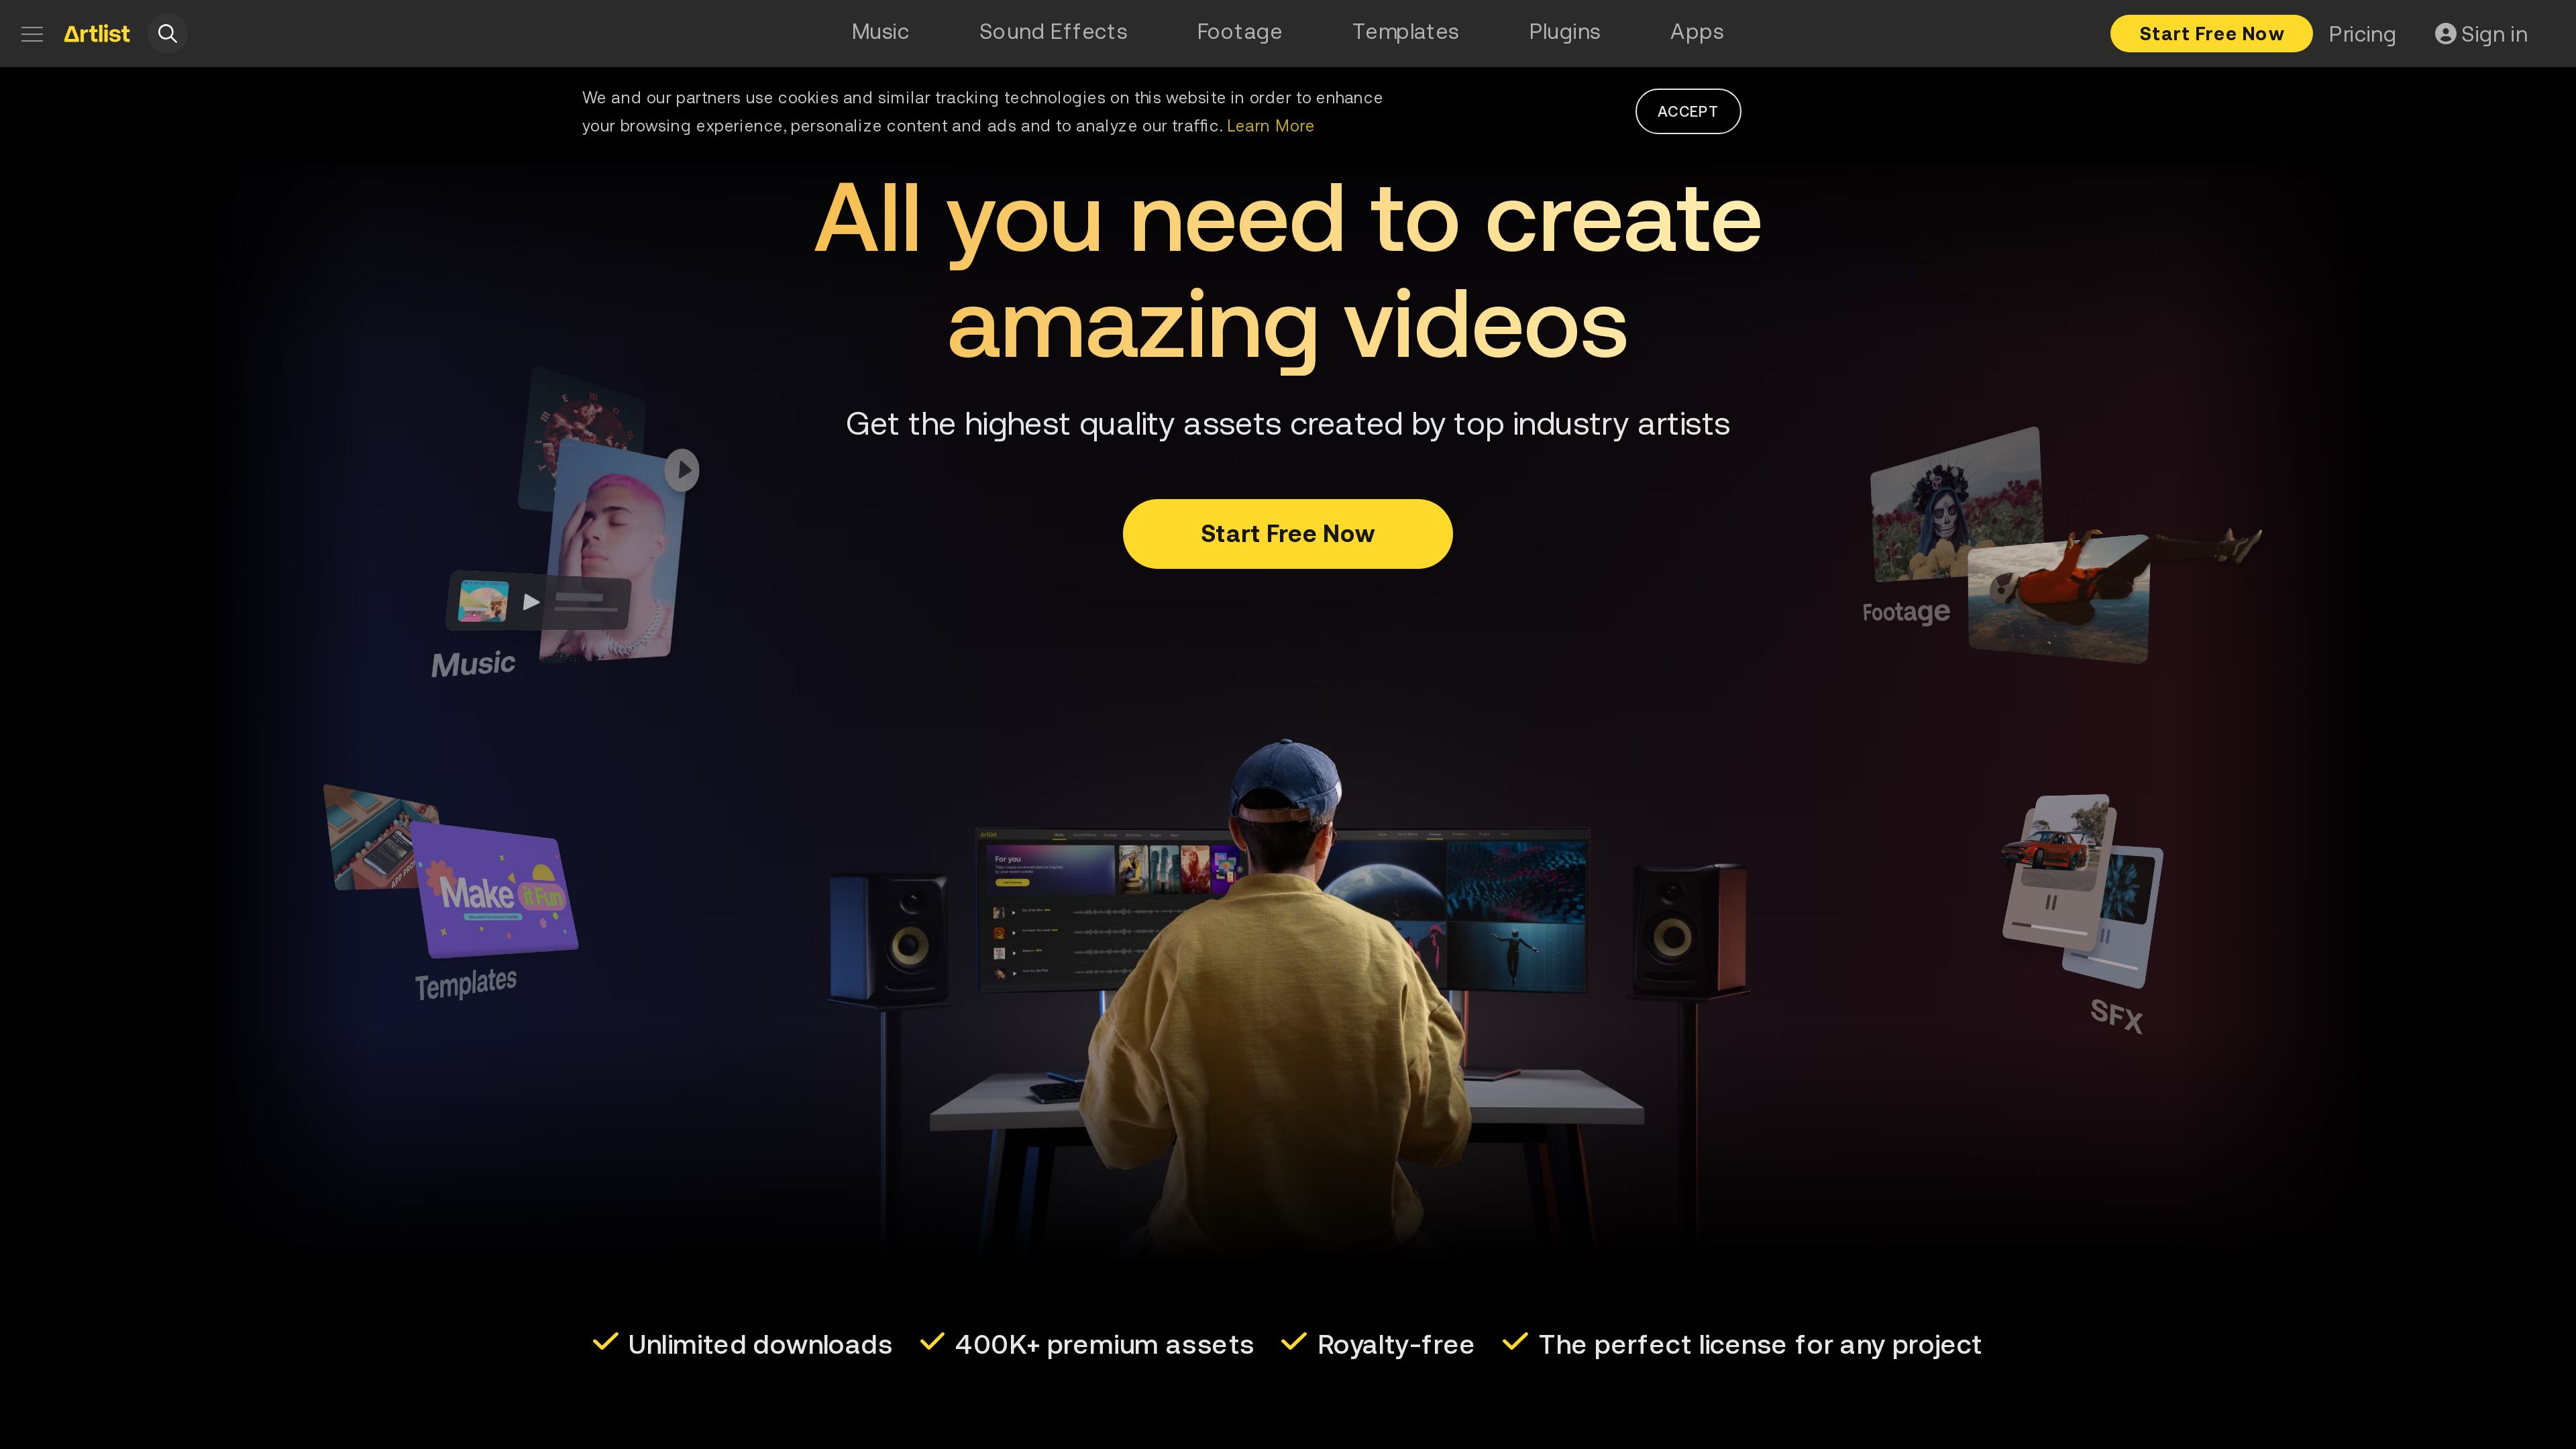 Artlist
Music
Sound Effects
Footage
Templates
Plugins
Apps
Start Free Now
Pricing
Sign in
We and our partners use cookies and similar tracking technologies on this website in order to enhance
your browsing experience, personalize content and ads and to analyze our traffic. Learn More
ACCEPT
All you need to create
amazing videos
Get the highest quality assets created by top industry artists
Start Free Now
Music
Footage
Make it Fun
Templates
For you
SFX
Unlimited downloads
400K+ premium assets
Royalty-free
The perfect license for any project